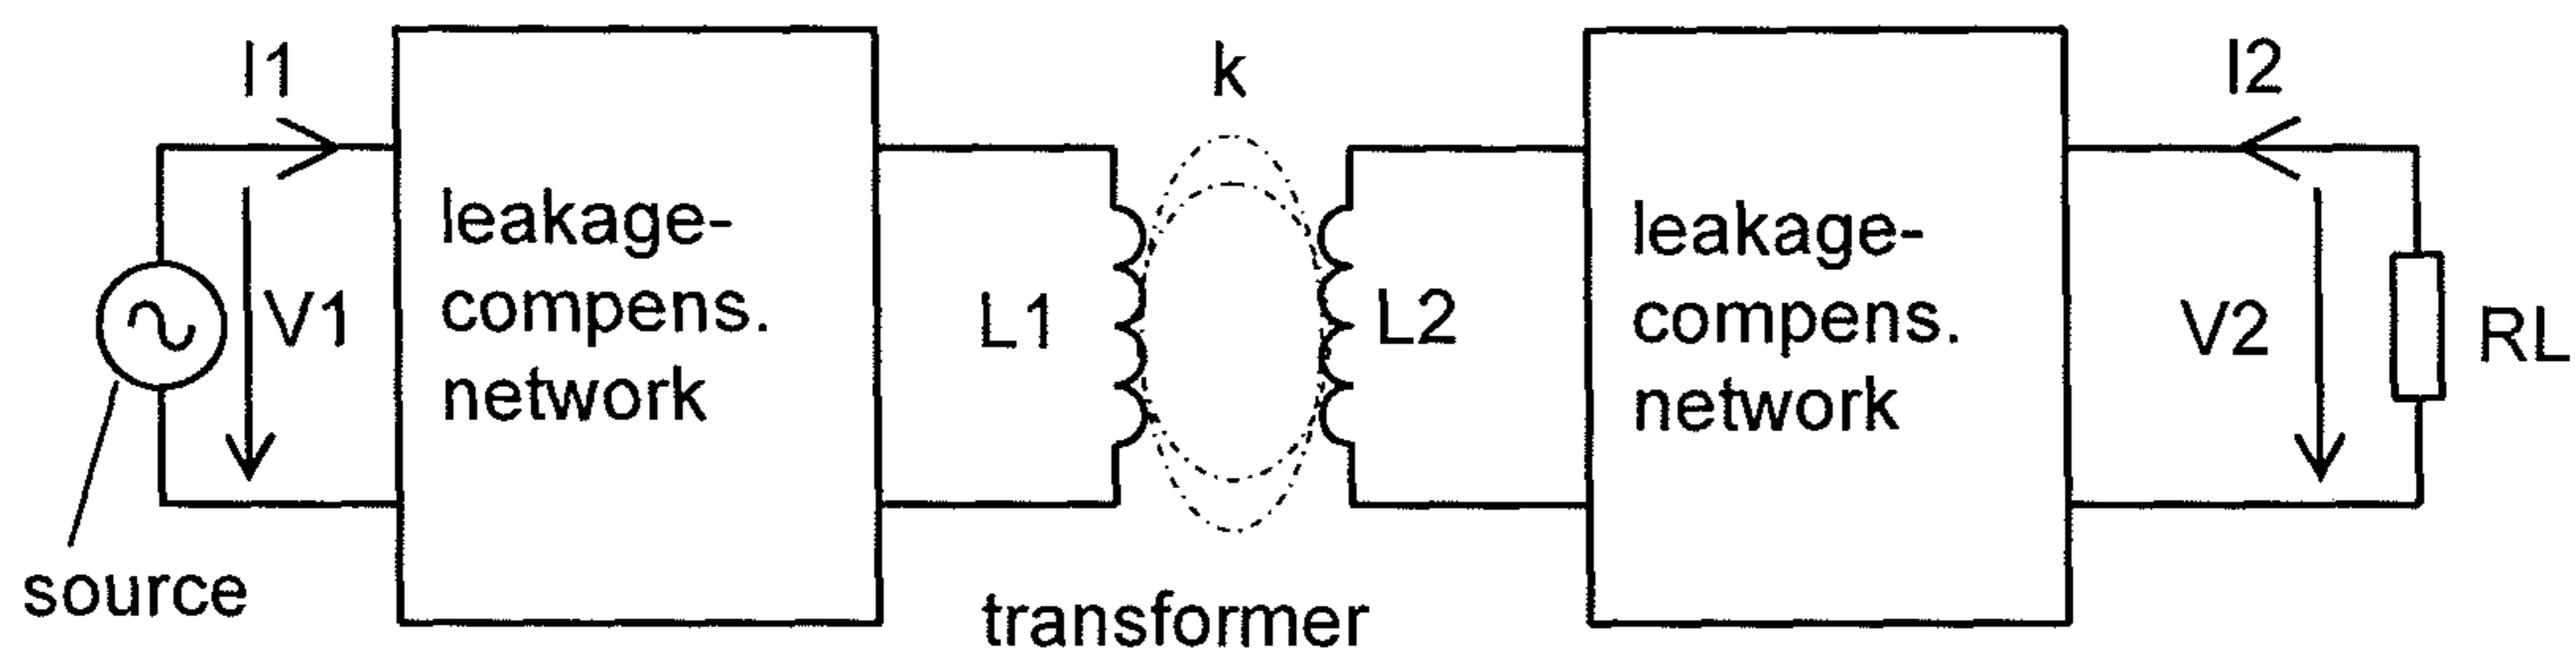 I1
k
I2
leakage-
compens.
network
leakage-
compens.
network
V1
L1
L2
V2
RL
source
transformer